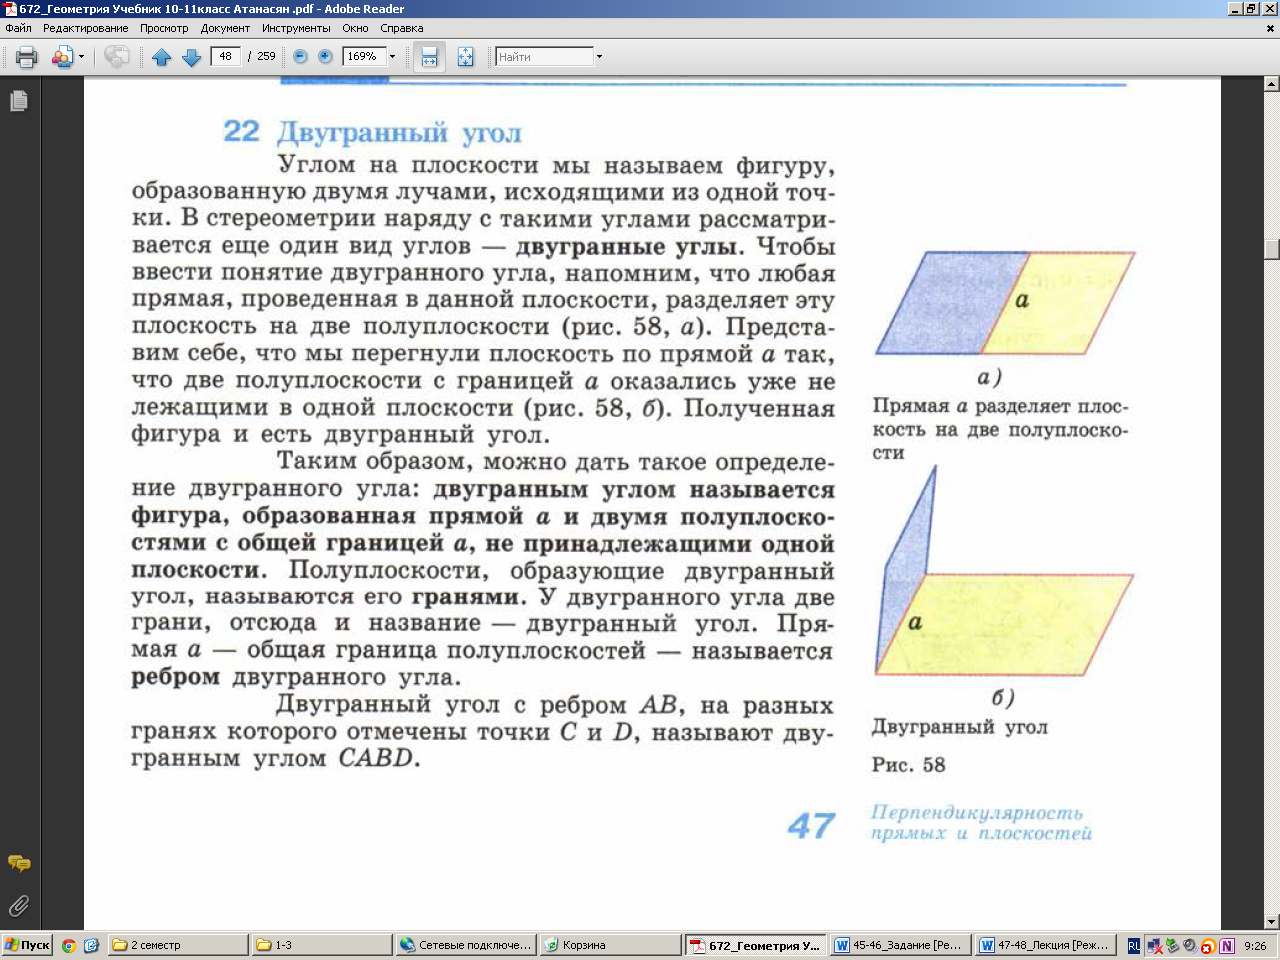 672_Геометрия Учебник 10-11класс Атанасян .pdf - Adobe Reader
Файл Редактирование Просмотр Документ Инструменты Окно Справка
48 / 259 169% Найти
22 Двугранный угол
Углом на плоскости мы называем фигуру,
образованную двумя лучами, исходящими из одной точ-
ки. В стереометрии наряду с такими углами рассматри-
вается еще один вид углов — двугранные углы. Чтобы
ввести понятие двугранного угла, напомним, что любая
прямая, проведенная в данной плоскости, разделяет эту
плоскость на две полуплоскости (рис. 58, а). Предста-
вим себе, что мы перегнули плоскость по прямой a так,
что две полуплоскости с границей a оказались уже не
лежащими в одной плоскости (рис. 58, б). Полученная
фигура и есть двугранный угол.
Таким образом, можно дать такое определе-
ние двугранного угла: двугранным углом называется
фигура, образованная прямой a и двумя полуплоско-
стями с общей границей a, не принадлежащими одной
плоскости. Полуплоскости, образующие двугранный
угол, называются его гранями. У двугранного угла две
грани, отсюда и название — двугранный угол. Пря-
мая a — общая граница полуплоскостей — называется
ребром двугранного угла.
Двугранный угол с ребром AB, на разных
гранях которого отмечены точки C и D, называют дву-
гранным углом CABD.
a
а)
Прямая a разделяет плос-
кость на две полуплоско-
сти
a
б)
Двугранный угол
Рис. 58
47
Перпендикулярность
прямых и плоскостей
Пуск 2 семестр 1-3 Сетевые подключе... Корзина 672_Геометрия У... 45-46_Задание [Ре... 47-48_Лекция [Реж... RU 9:26